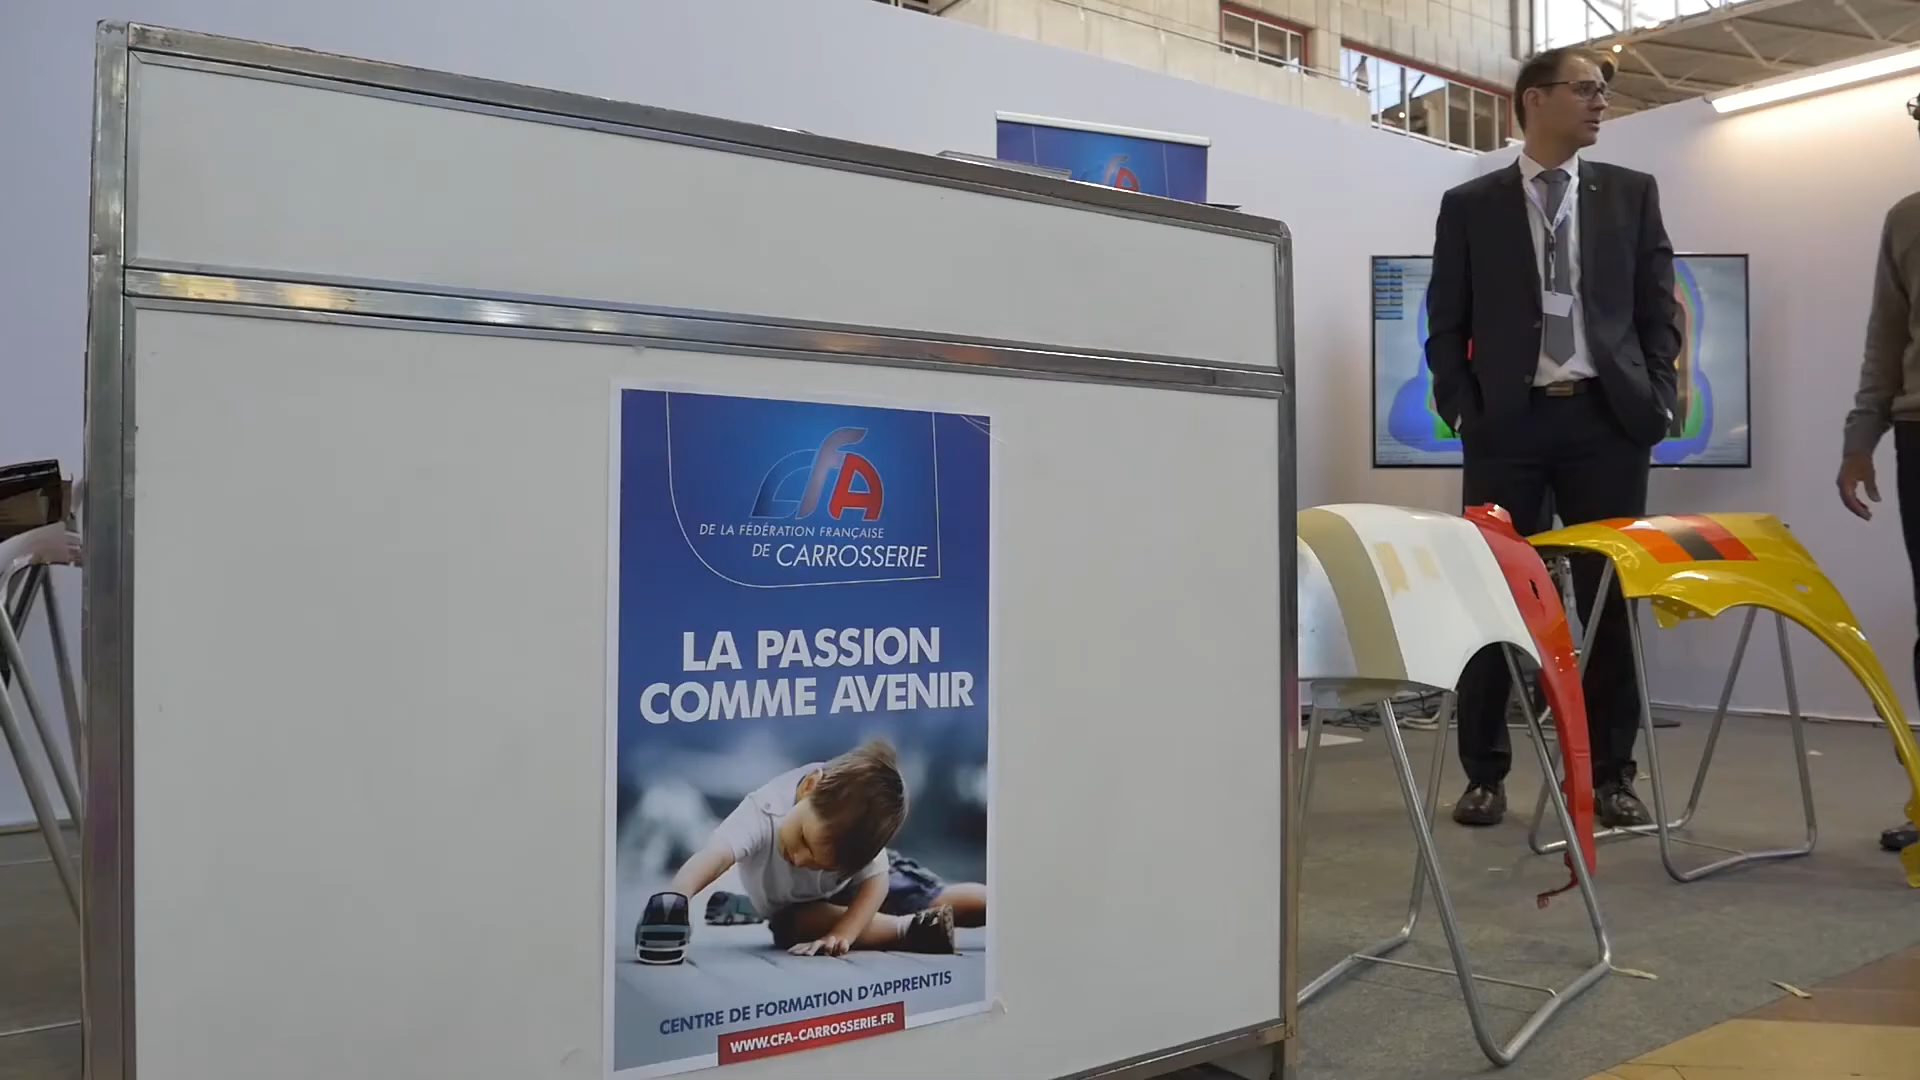 CFA
DE LA FÉDÉRATION FRANÇAISE
DE CARROSSERIE
LA PASSION
COMME AVENIR
CENTRE DE FORMATION D'APPRENTIS
WWW.CFA-CARROSSERIE.FR